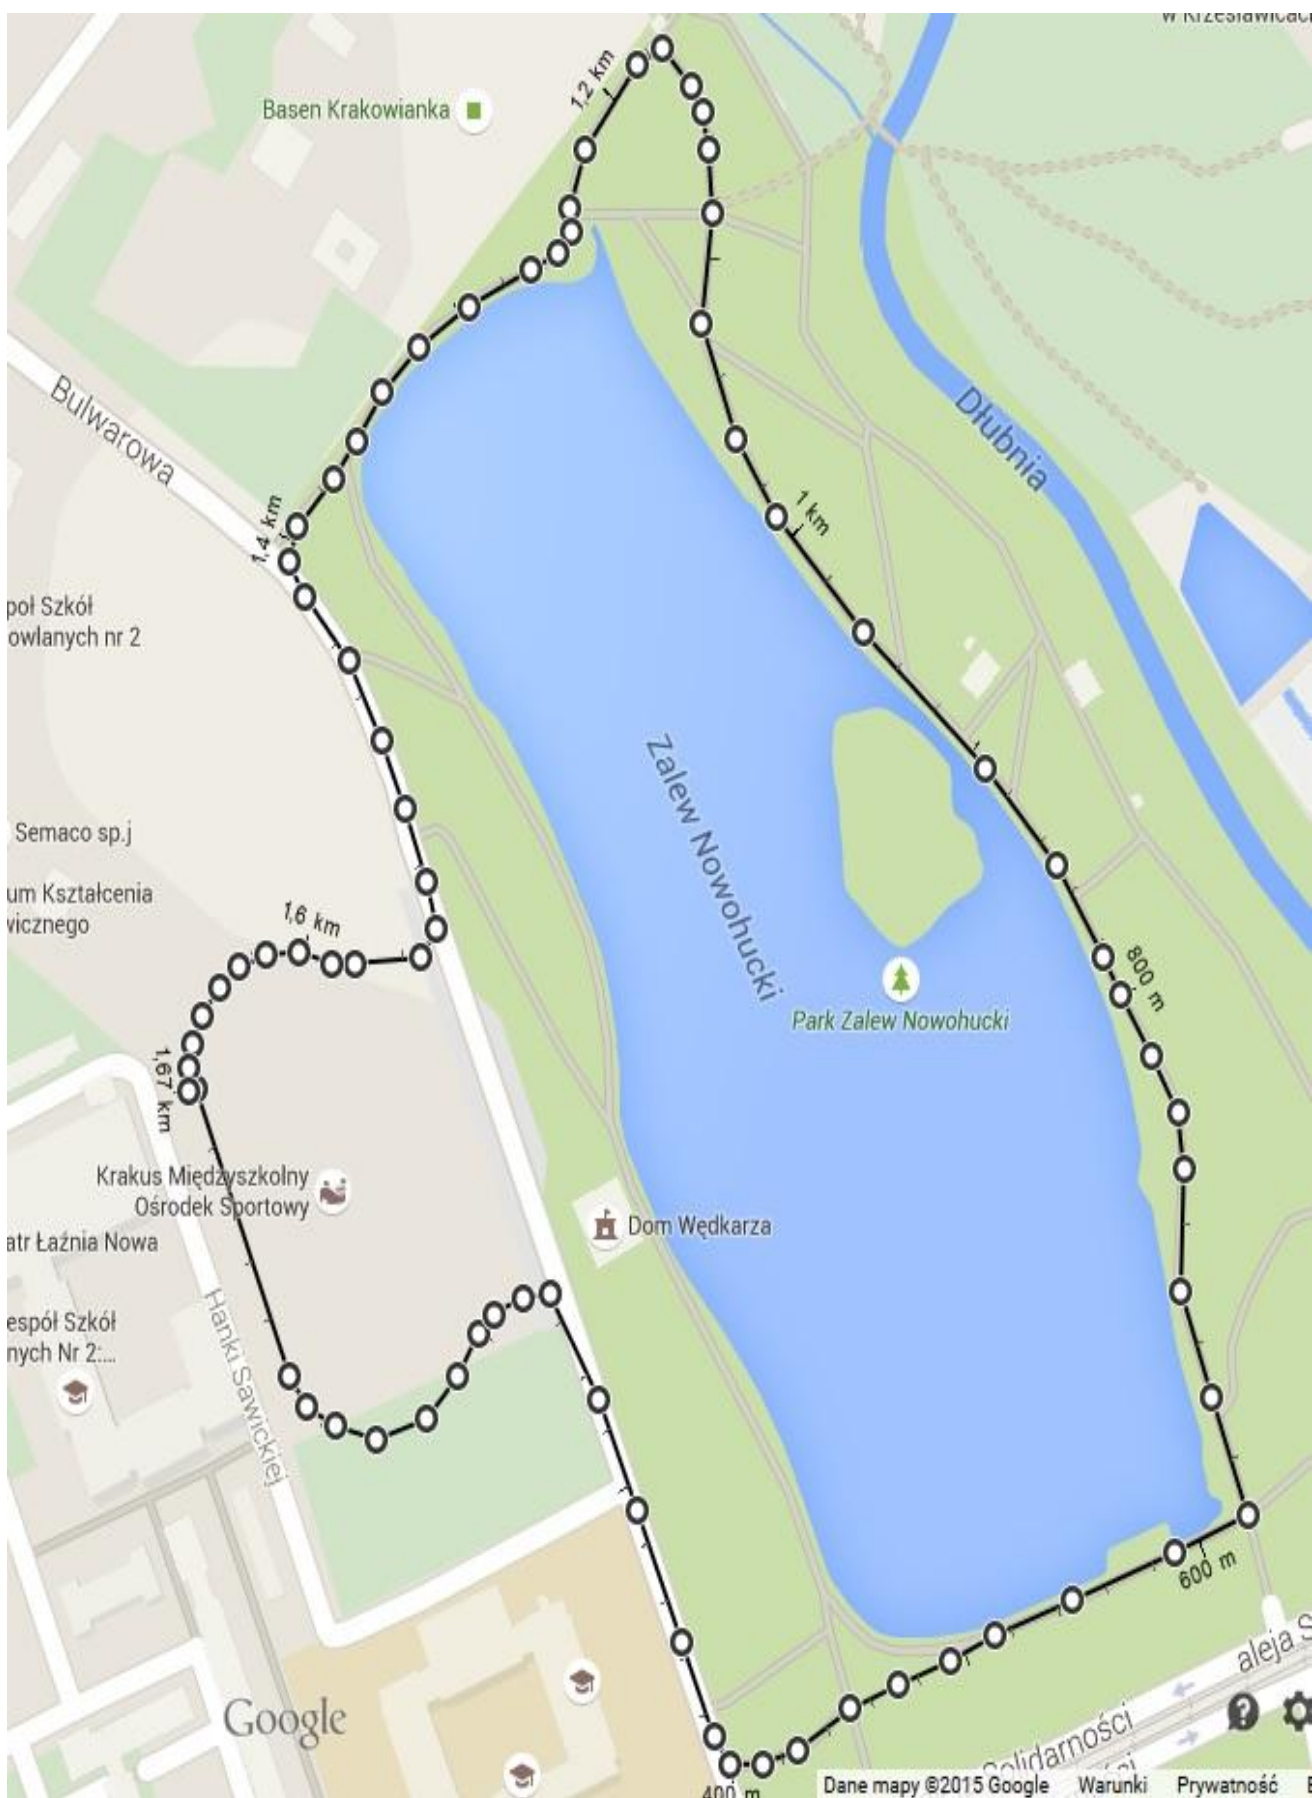 w Krzesławicach
1,2 km
Basen Krakowianka
Bulwarowa
Dłubnia
1 km
1,4 km
poł Szkół
owlanych nr 2
Zalew Nowohucki
Semaco sp.j
um Kształcenia
wicznego
1,6 km
800 m
Park Zalew Nowohucki
1,67 km
Krakus Międzyszkolny
Ośrodek Sportowy
Dom Wędkarza
atr Łaźnia Nowa
Hanki Sawickiej
espół Szkół
nych Nr 2:...
600 m
aleja S
Google
Solidarności
400 m
Dane mapy ©2015 Google Warunki Prywatność